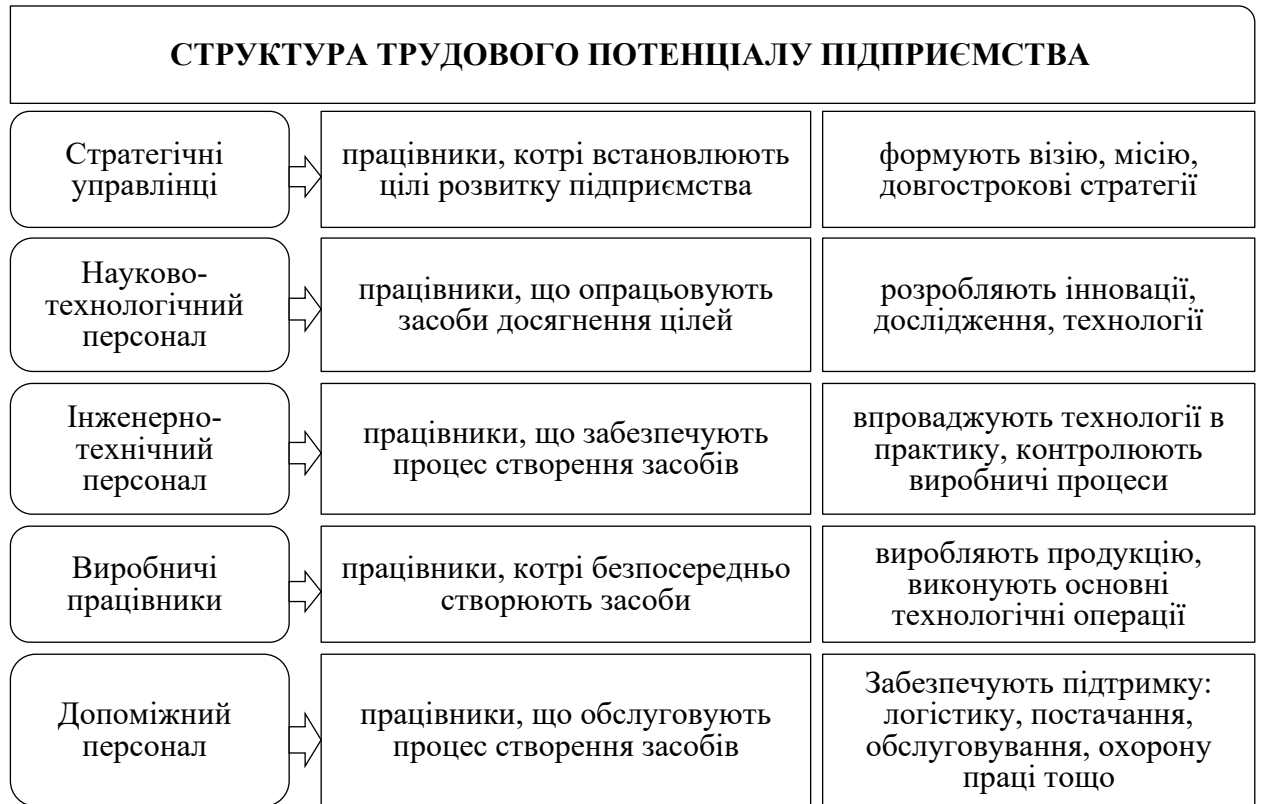 СТРУКТУРА ТРУДОВОГО ПОТЕНЦІАЛУ ПІДПРИЄМСТВА
Стратегічні
управлінці
працівники, котрі встановлюють
цілі розвитку підприємства
формують візію, місію,
довгострокові стратегії
Науково-
технологічний
персонал
працівники, що опрацьовують
засоби досягнення цілей
розробляють інновації,
дослідження, технології
Інженерно-
технічний
персонал
працівники, що забезпечують
процес створення засобів
впроваджують технології в
практику, контролюють
виробничі процеси
Виробничі
працівники
працівники, котрі безпосередньо
створюють засоби
виробляють продукцію,
виконують основні
технологічні операції
Допоміжний
персонал
працівники, що обслуговують
процес створення засобів
Забезпечують підтримку:
логістику, постачання,
обслуговування, охорону
праці тощо